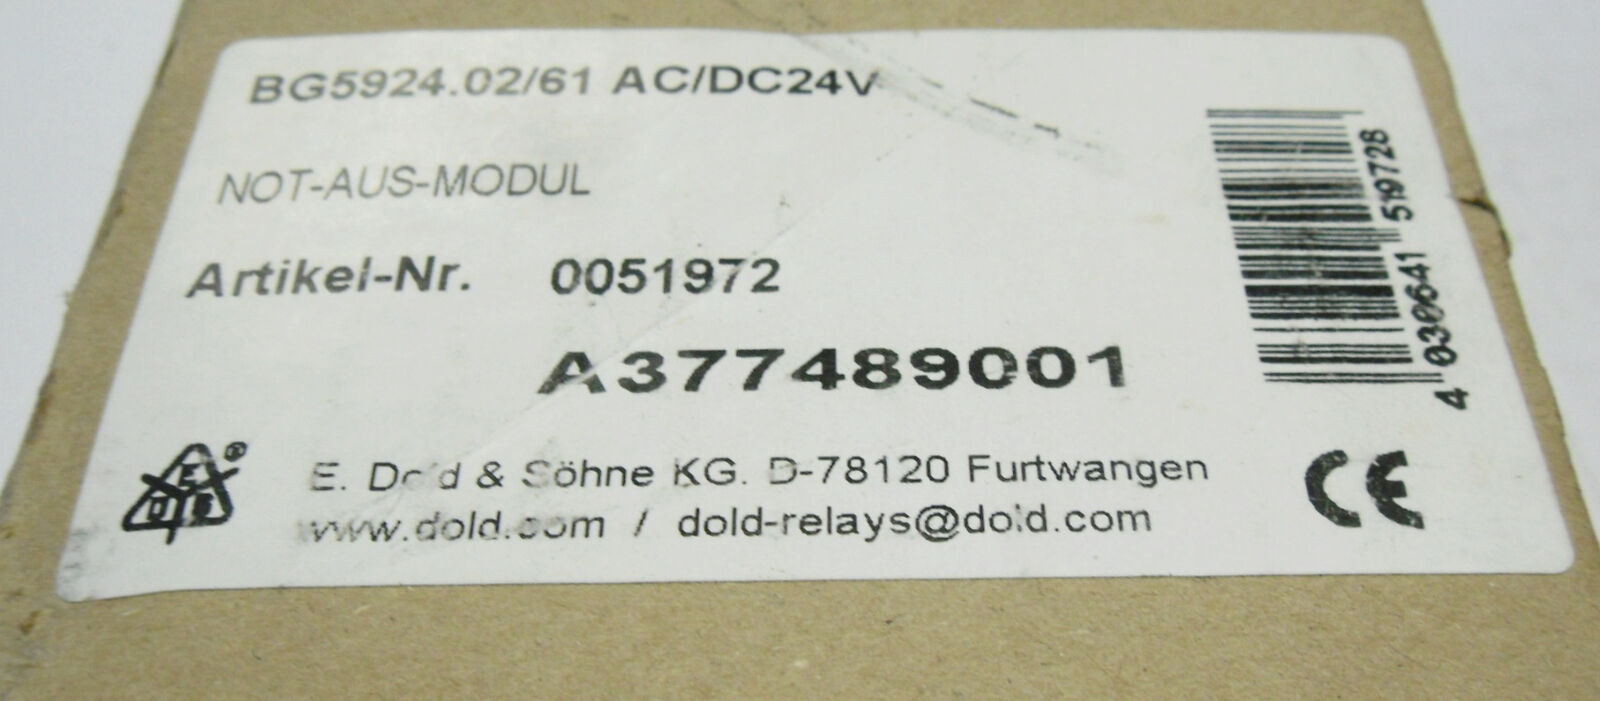 BG5924.02/61 AC/DC24V
NOT-AUS-MODUL
Artikel-Nr. 0051972
A377489001
E. Dold & Söhne KG. D-78120 Furtwangen
www.dold.com / dold-relays@dold.com
4 030641 519728
CE
E
D S
®